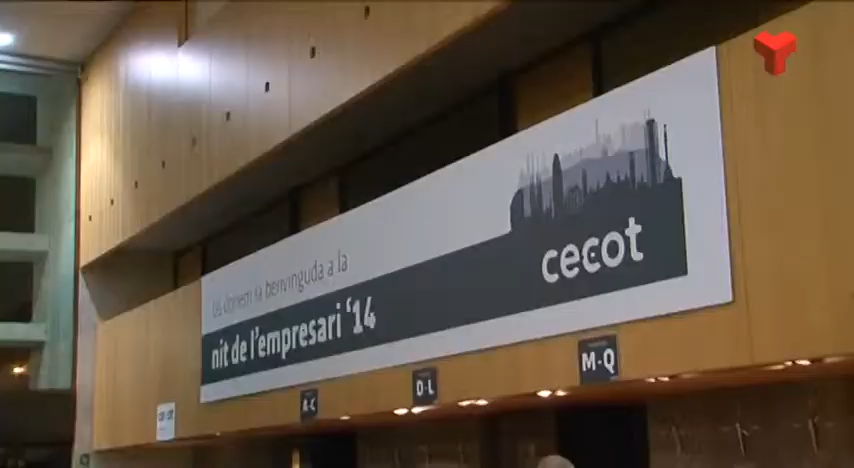 Us donem la benvinguda a la
nit de l'empresari '14
cecot
A-C
D-L
M-Q